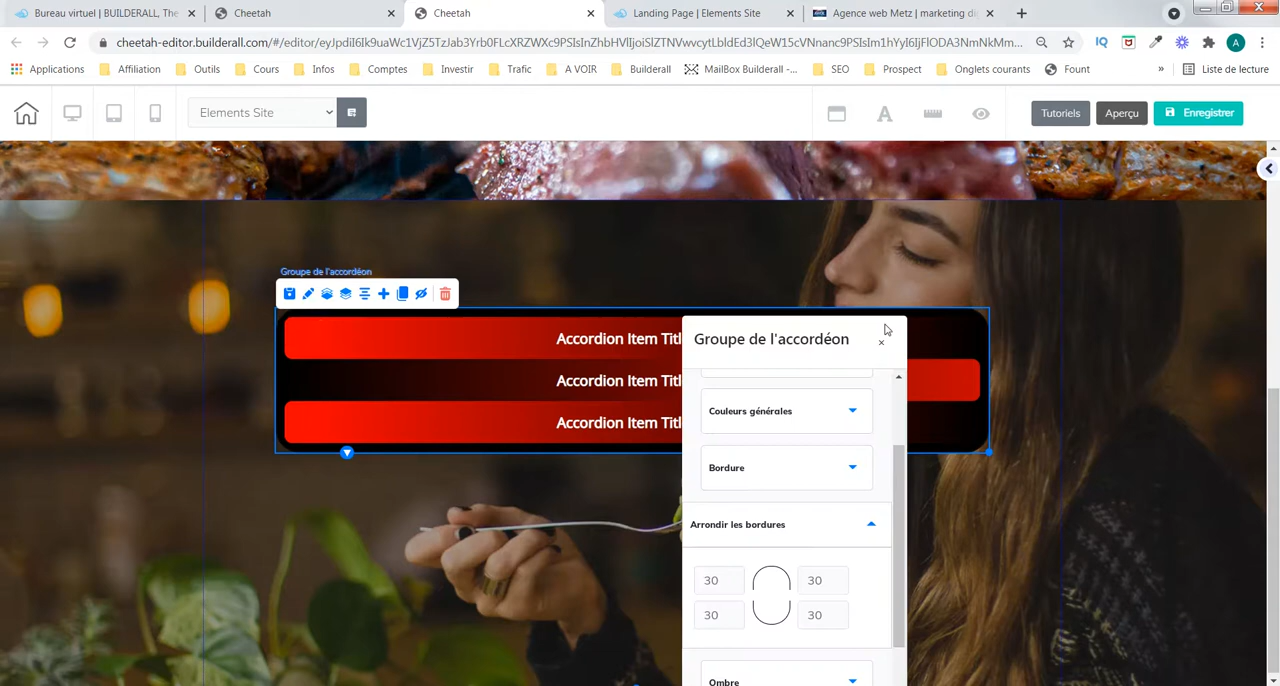 Bureau virtuel | BUILDERALL, The
Cheetah
Cheetah
Landing Page | Elements Site
Agence web Metz | marketing di
Applications
Affiliation
Outils
Cours
Infos
Comptes
Investir
Trafic
A VOIR
Builderall
MailBox Builderall -...
SEO
Prospect
Onglets courants
Fount
»
Liste de lecture
Elements Site
Tutoriels
Aperçu
Enregistrer
Groupe de l'accordéon
Accordion Item Titl
Accordion Item Titl
Accordion Item Titl
Groupe de l'accordéon
×
Couleurs générales
Bordure
Arrondir les bordures
30
30
30
30
Ombre